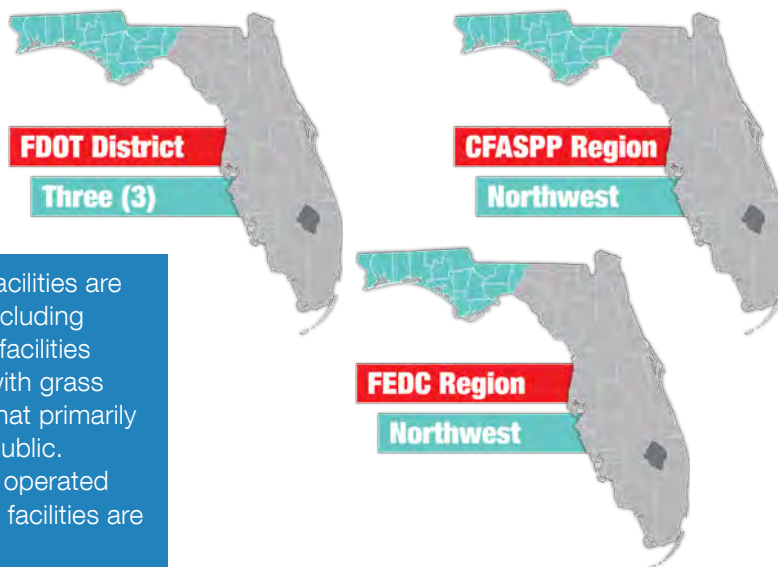 FDOT District
Three (3)
CFASPP Region
Northwest
FEDC Region
Northwest
acilities are
cluding
facilities
with grass
hat primarily
ublic.
operated
facilities are